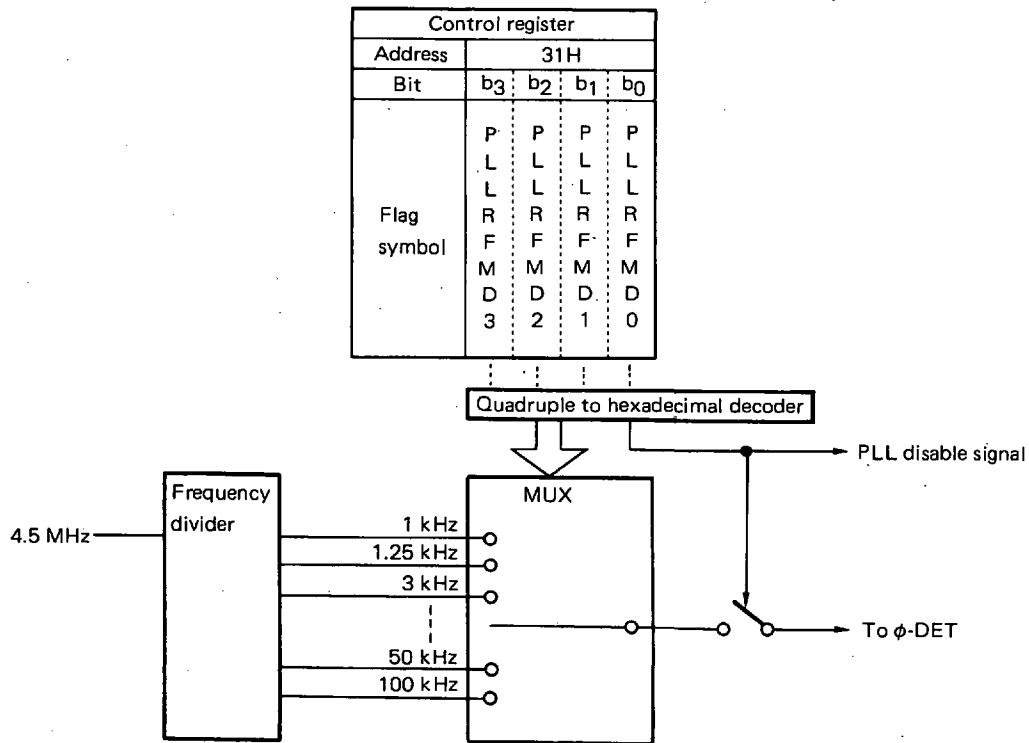 Control register
Address 31H
Bit b3 b2 b1 b0
Flag symbol
PLLRFMD3 PLLRFMD2 PLLRFMD1 PLLRFMD0
Quadruple to hexadecimal decoder
PLL disable signal
MUX
Frequency
divider
4.5 MHz
1 kHz
1.25 kHz
3 kHz
50 kHz
100 kHz
To ϕ-DET